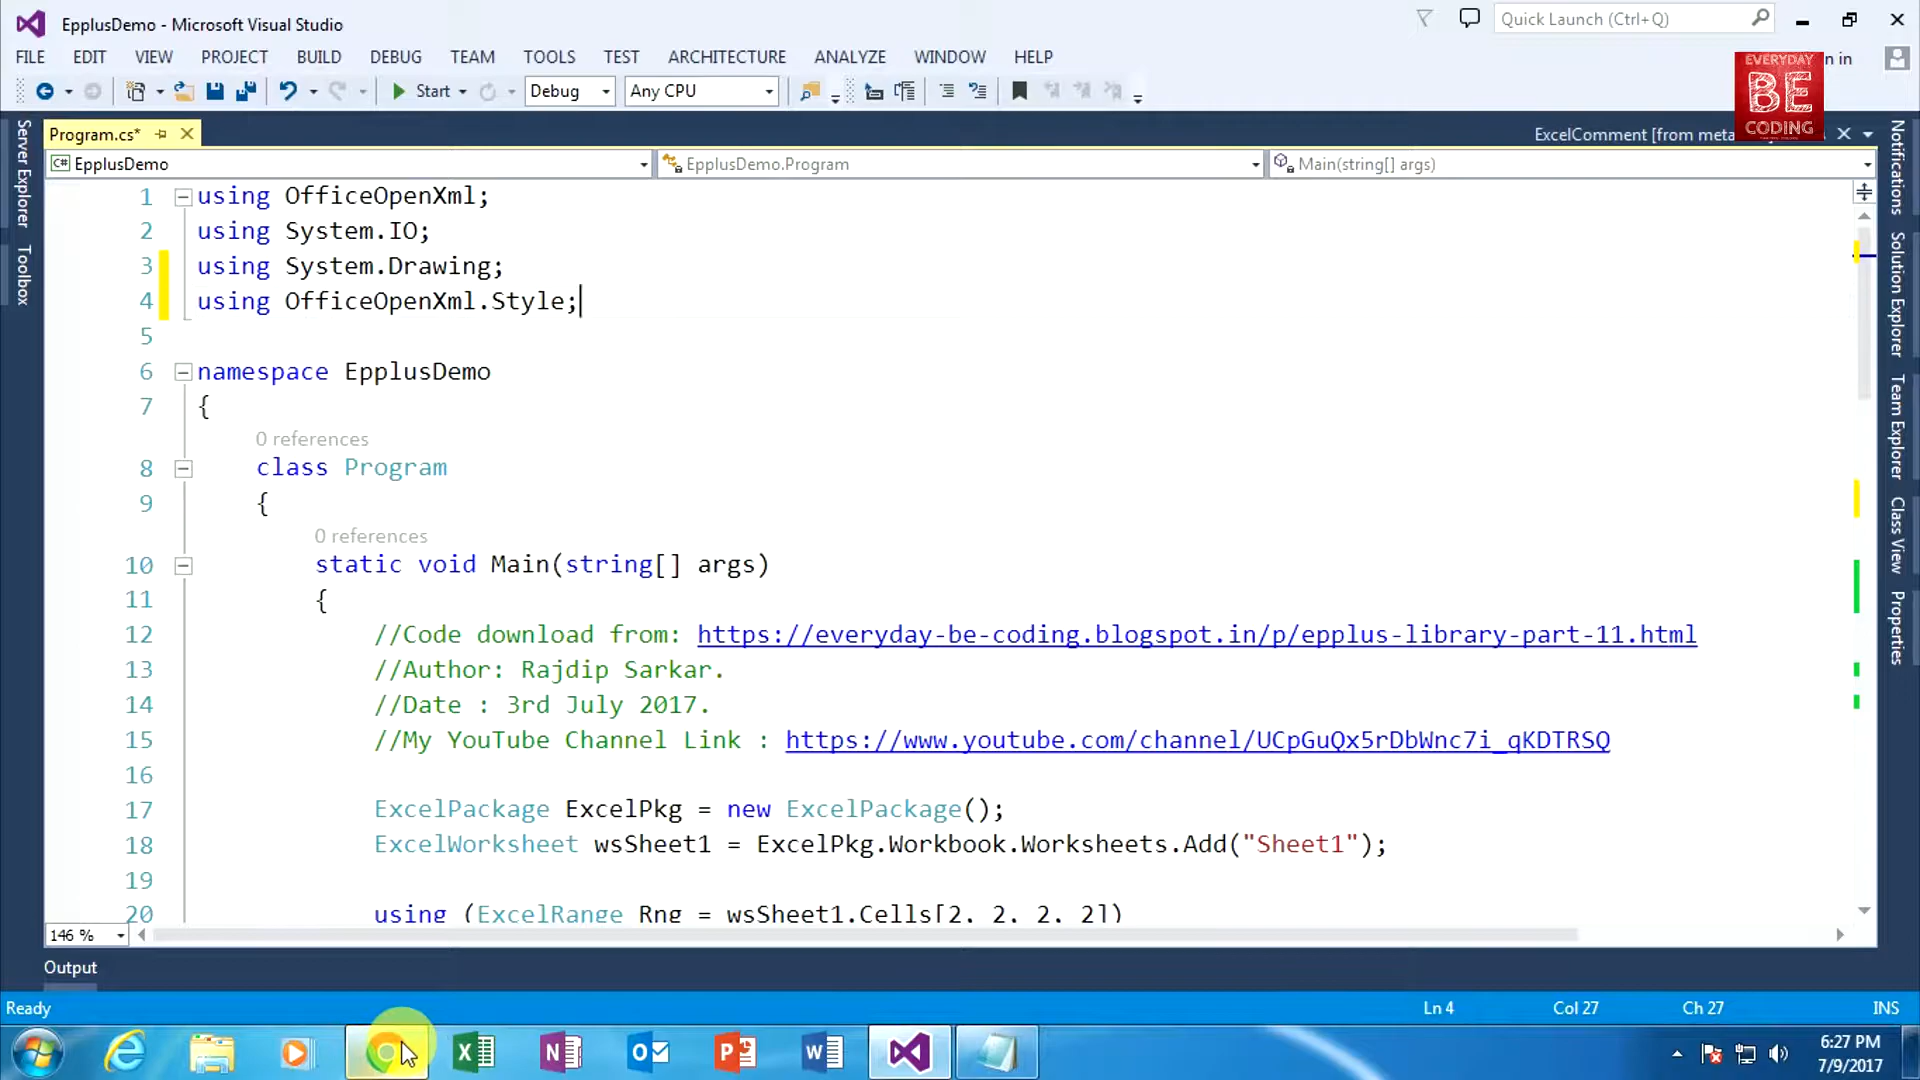 EpplusDemo - Microsoft Visual Studio
Quick Launch (Ctrl+Q)
FILE EDIT VIEW PROJECT BUILD DEBUG TEAM TOOLS TEST ARCHITECTURE ANALYZE WINDOW HELP
n in
EVERYDAY
BE
CODING
Start Debug Any CPU
Program.cs*
ExcelComment [from meta
C# EpplusDemo
EpplusDemo.Program
Main(string[] args)
Server Explorer
Toolbox
Notifications
Solution Explorer
Team Explorer
Class View
Properties
1 using OfficeOpenXml;
2 using System.IO;
3 using System.Drawing;
4 using OfficeOpenXml.Style;
5
6 namespace EpplusDemo
7 {
0 references
8 class Program
9 {
0 references
10 static void Main(string[] args)
11 {
12 //Code download from: https://everyday-be-coding.blogspot.in/p/epplus-library-part-11.html
13 //Author: Rajdip Sarkar.
14 //Date : 3rd July 2017.
15 //My YouTube Channel Link : https://www.youtube.com/channel/UCpGuQx5rDbWnc7i_qKDTRSQ
16
17 ExcelPackage ExcelPkg = new ExcelPackage();
18 ExcelWorksheet wsSheet1 = ExcelPkg.Workbook.Worksheets.Add("Sheet1");
19
20 using (ExcelRange Rng = wsSheet1.Cells[2, 2, 2, 2])
146 %
Output
Ready
Ln 4 Col 27 Ch 27 INS
6:27 PM
7/9/2017